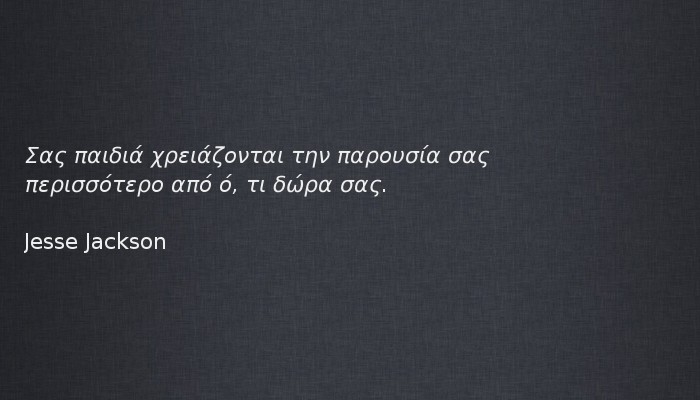 Σας παιδιά χρειάζονται την παρουσία σας
περισσότερο από ό, τι δώρα σας.
Jesse Jackson